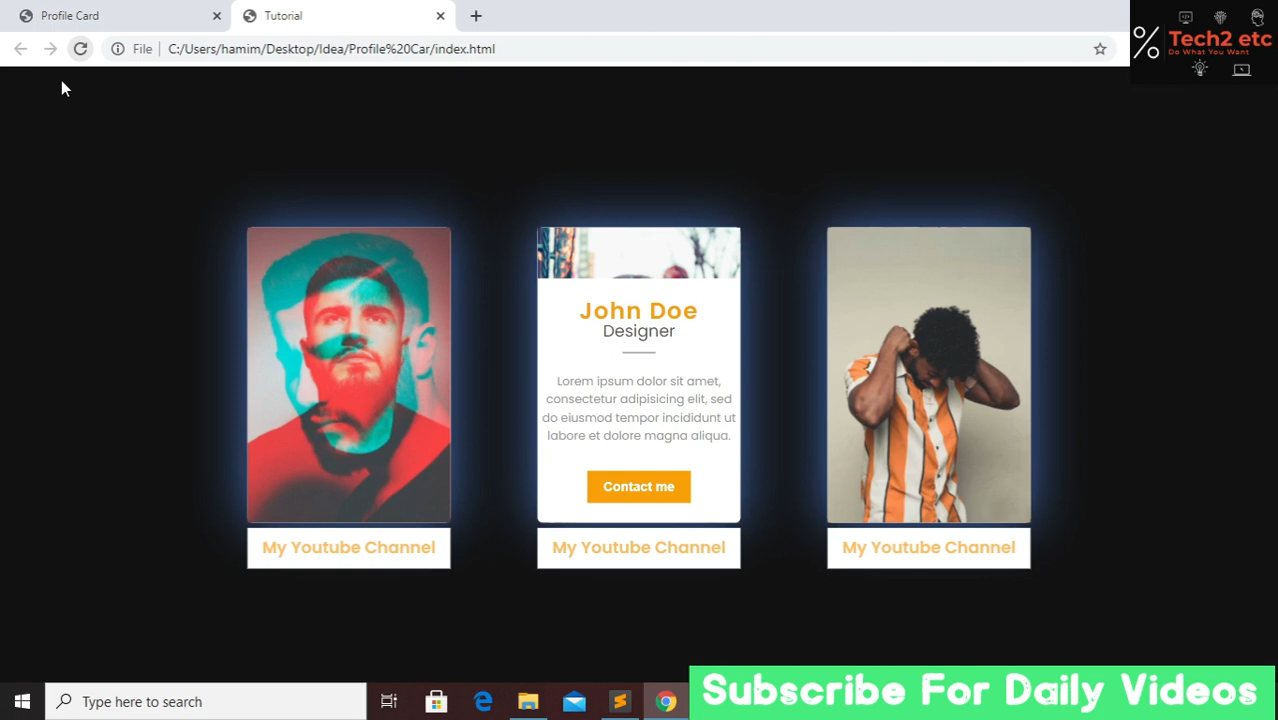 Profile Card
Tutorial
File
C:/Users/hamim/Desktop/Idea/Profile%20Car/index.html
Tech2 etc
Do What You Want
John Doe
Designer
Lorem ipsum dolor sit amet,
consectetur adipisicing elit, sed
do eiusmod tempor incididunt ut
labore et dolore magna aliqua.
Contact me
My Youtube Channel
My Youtube Channel
My Youtube Channel
Type here to search
Subscribe For Daily Videos